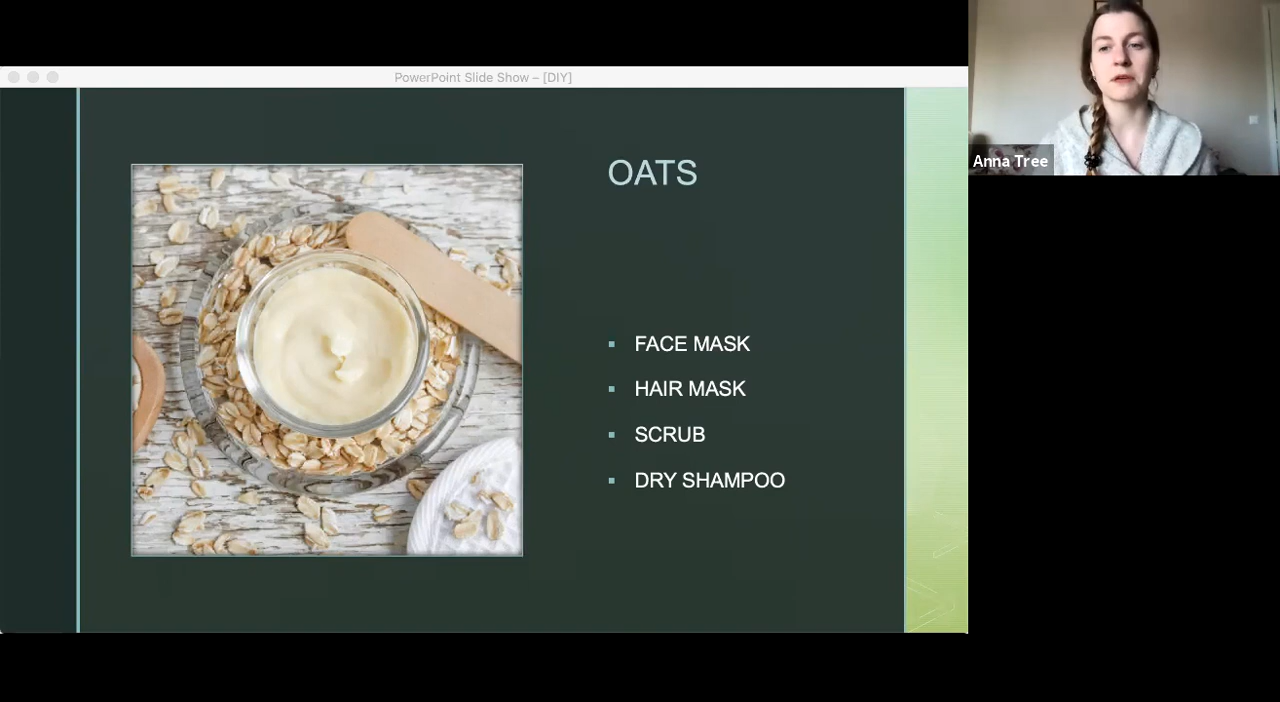 PowerPoint Slide Show – [DIY]
OATS
FACE MASK
HAIR MASK
SCRUB
DRY SHAMPOO
Anna Tree